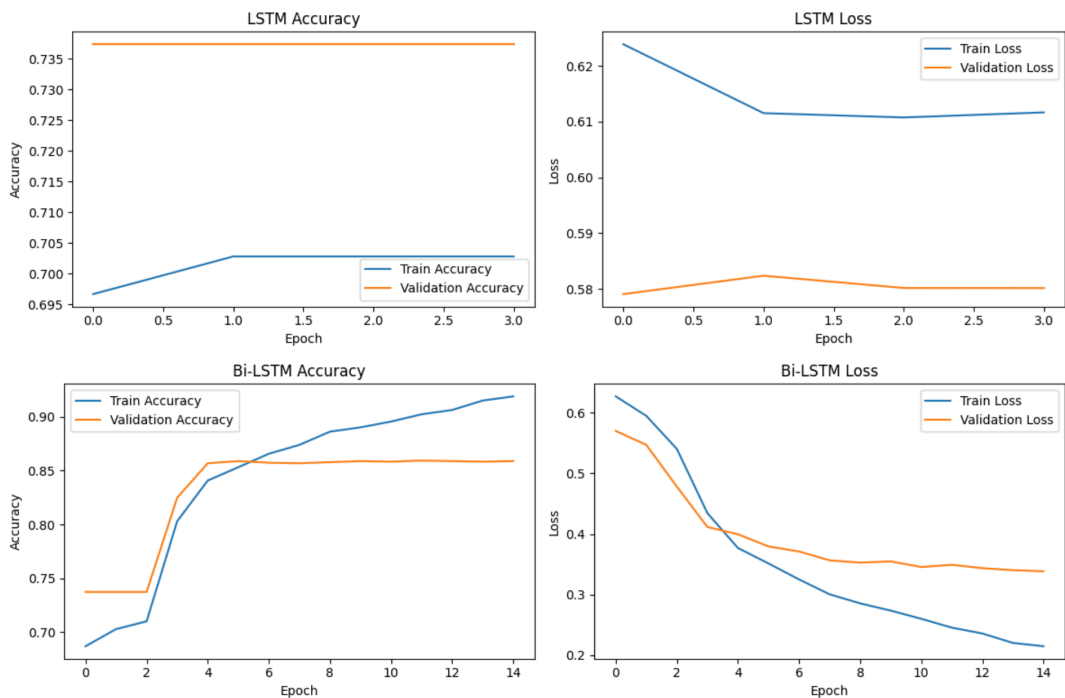 LSTM Accuracy
0.735
0.730
0.725
0.720
0.715
0.710
0.705
0.700
0.695
Accuracy
Train Accuracy
Validation Accuracy
0.0 0.5 1.0 1.5 2.0 2.5 3.0
Epoch
LSTM Loss
0.62
0.61
0.60
0.59
0.58
Loss
Train Loss
Validation Loss
0.0 0.5 1.0 1.5 2.0 2.5 3.0
Epoch
Bi-LSTM Accuracy
0.90
0.85
0.80
0.75
0.70
Accuracy
Train Accuracy
Validation Accuracy
0 2 4 6 8 10 12 14
Epoch
Bi-LSTM Loss
0.6
0.5
0.4
0.3
0.2
Loss
Train Loss
Validation Loss
0 2 4 6 8 10 12 14
Epoch